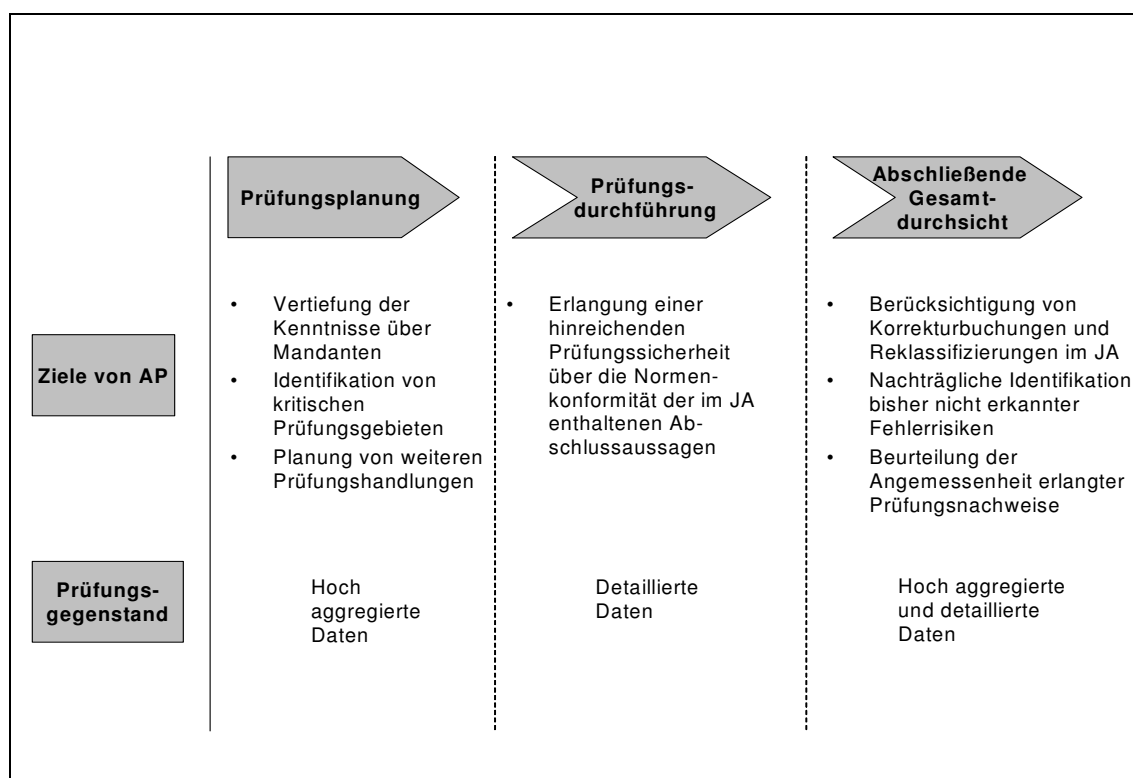 Prüfungsplanung
Prüfungs-
durchführung
Abschließende
Gesamt-
durchsicht
Ziele von AP
• Vertiefung der
Kenntnisse über
Mandanten
• Identifikation von
kritischen
Prüfungsgebieten
• Planung von weiteren
Prüfungshandlungen
• Erlangung einer
hinreichenden
Prüfungssicherheit
über die Normen-
konformität der im JA
enthaltenen Ab-
schlussaussagen
• Berücksichtigung von
Korrekturbuchungen und
Reklassifizierungen im JA
• Nachträgliche Identifikation
bisher nicht erkannter
Fehlerrisiken
• Beurteilung der
Angemessenheit erlangter
Prüfungsnachweise
Prüfungs-
gegenstand
Hoch
aggregierte
Daten
Detaillierte
Daten
Hoch aggregierte
und detaillierte
Daten